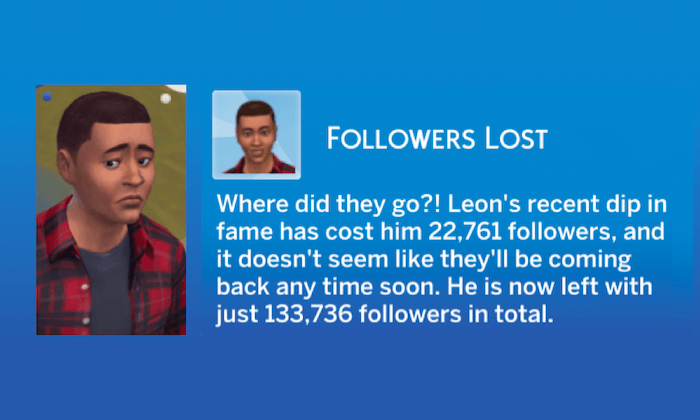 FOLLOWERS LOST
Where did they go?! Leon's recent dip in
fame has cost him 22,761 followers, and
it doesn't seem like they'll be coming
back any time soon. He is now left with
just 133,736 followers in total.